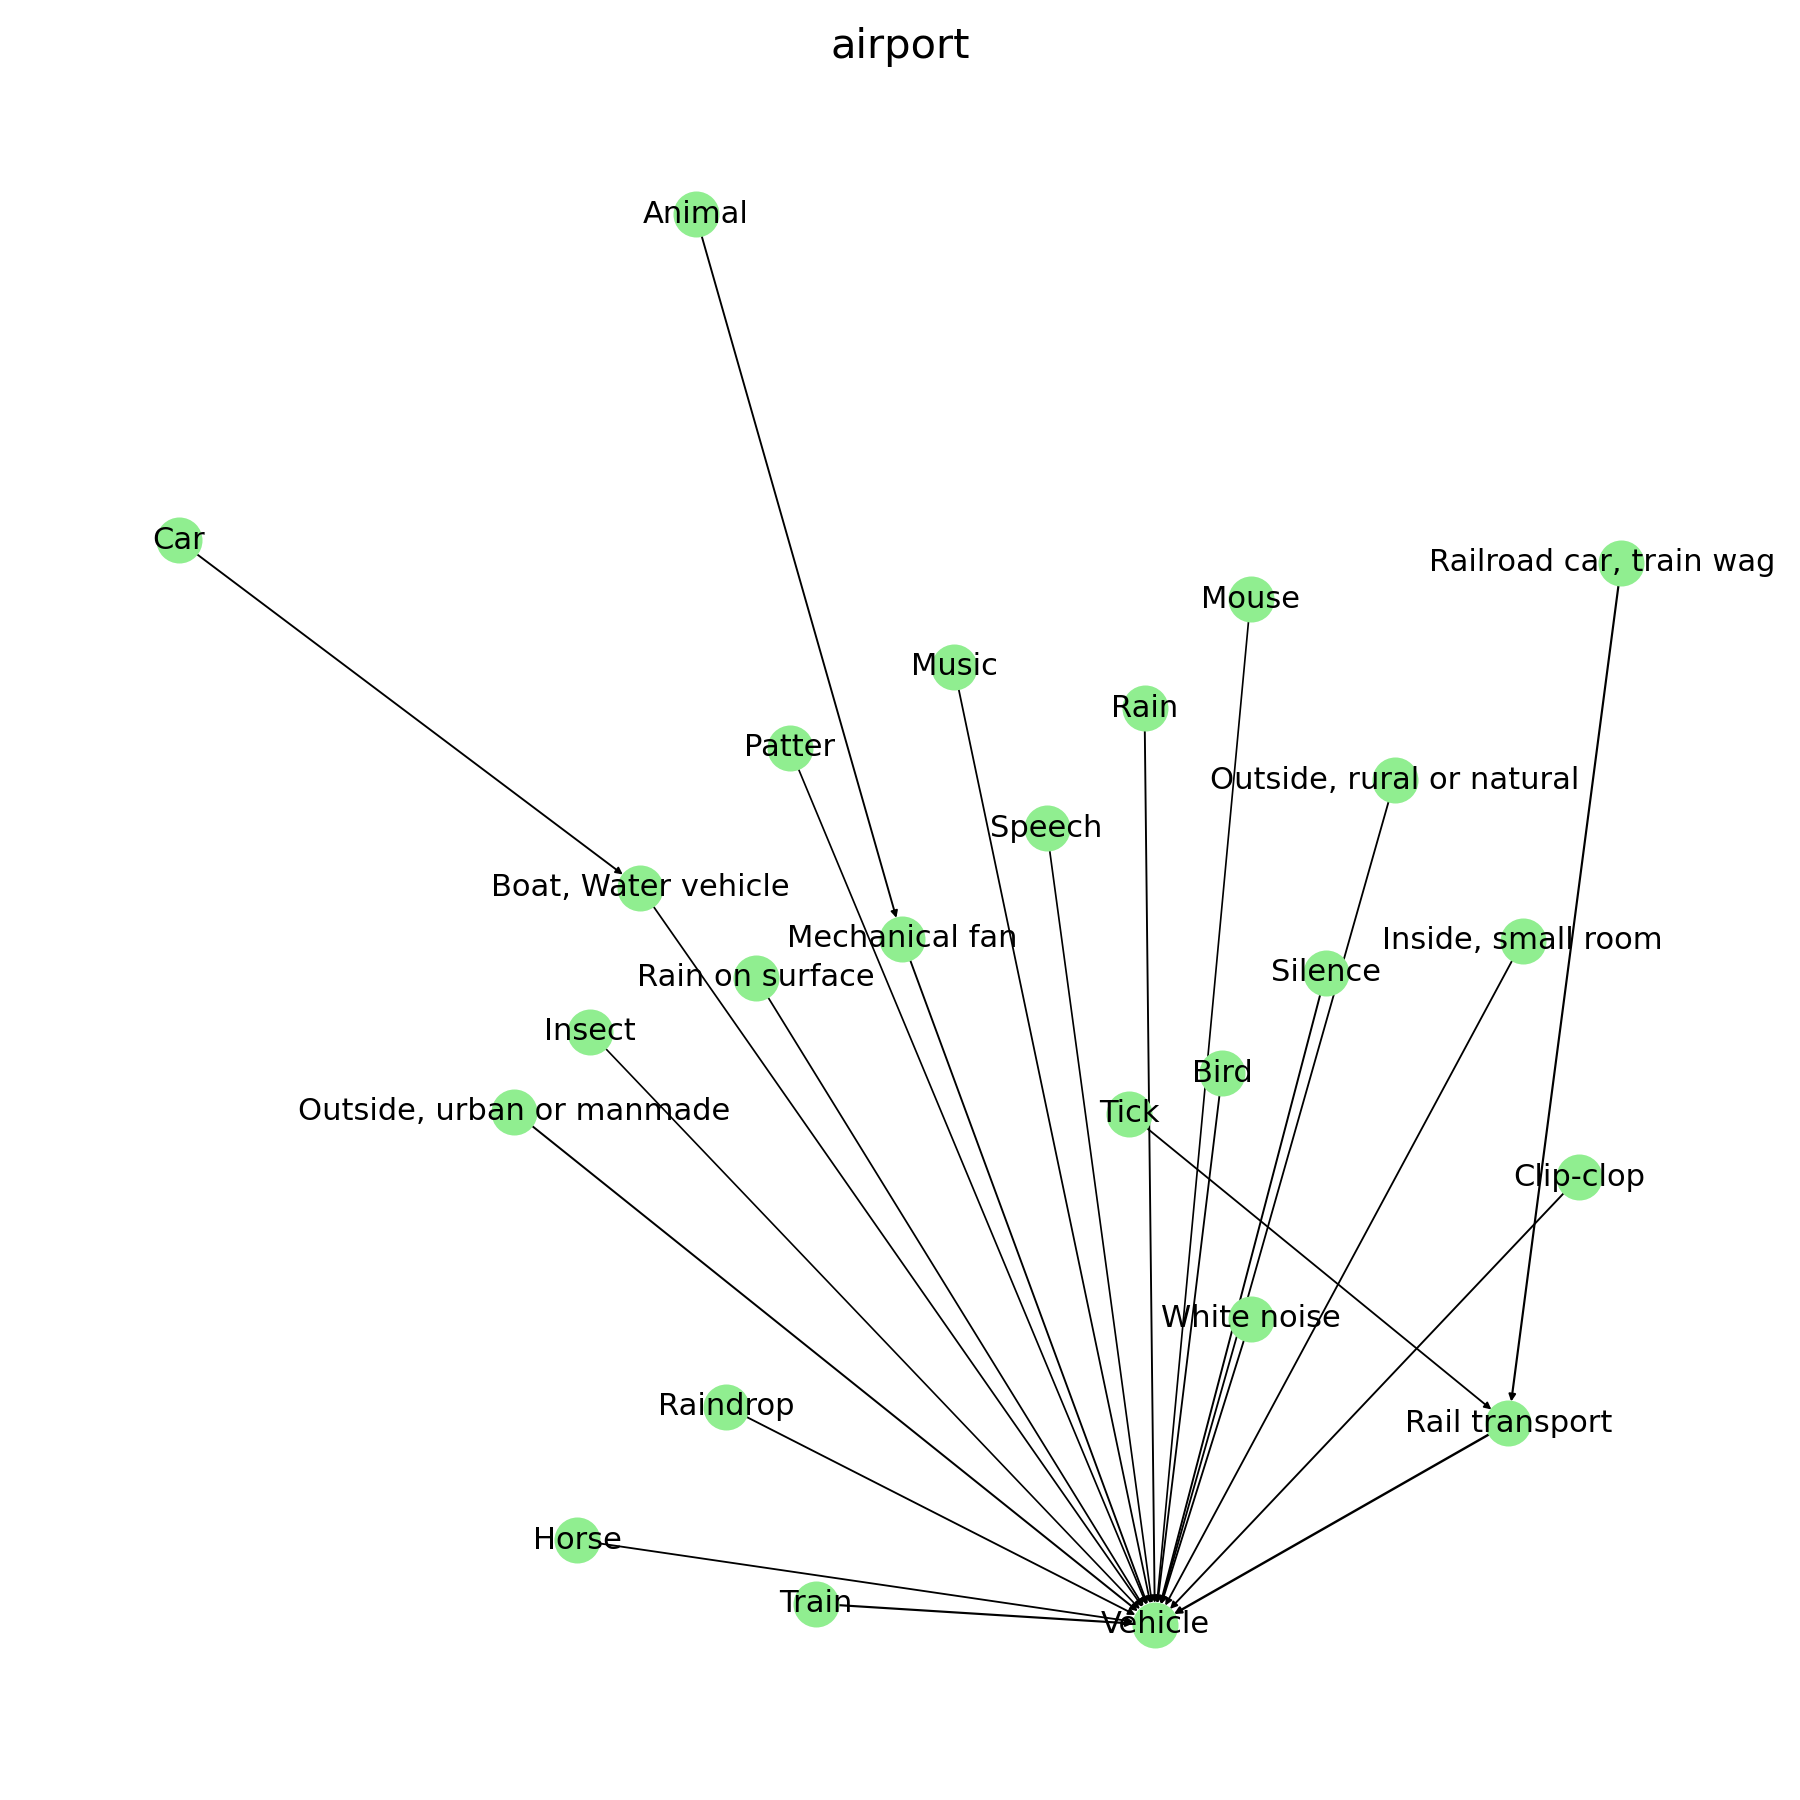 airport
Animal
Car
Railroad car, train wag
Mouse
Music
Rain
Patter
Outside, rural or natural
Speech
Boat, Water vehicle
Mechanical fan
Inside, small room
Silence
Rain on surface
Insect
Bird
Outside, urban or manmade
Tick
Clip-clop
White noise
Raindrop
Rail transport
Horse
Train
Vehicle